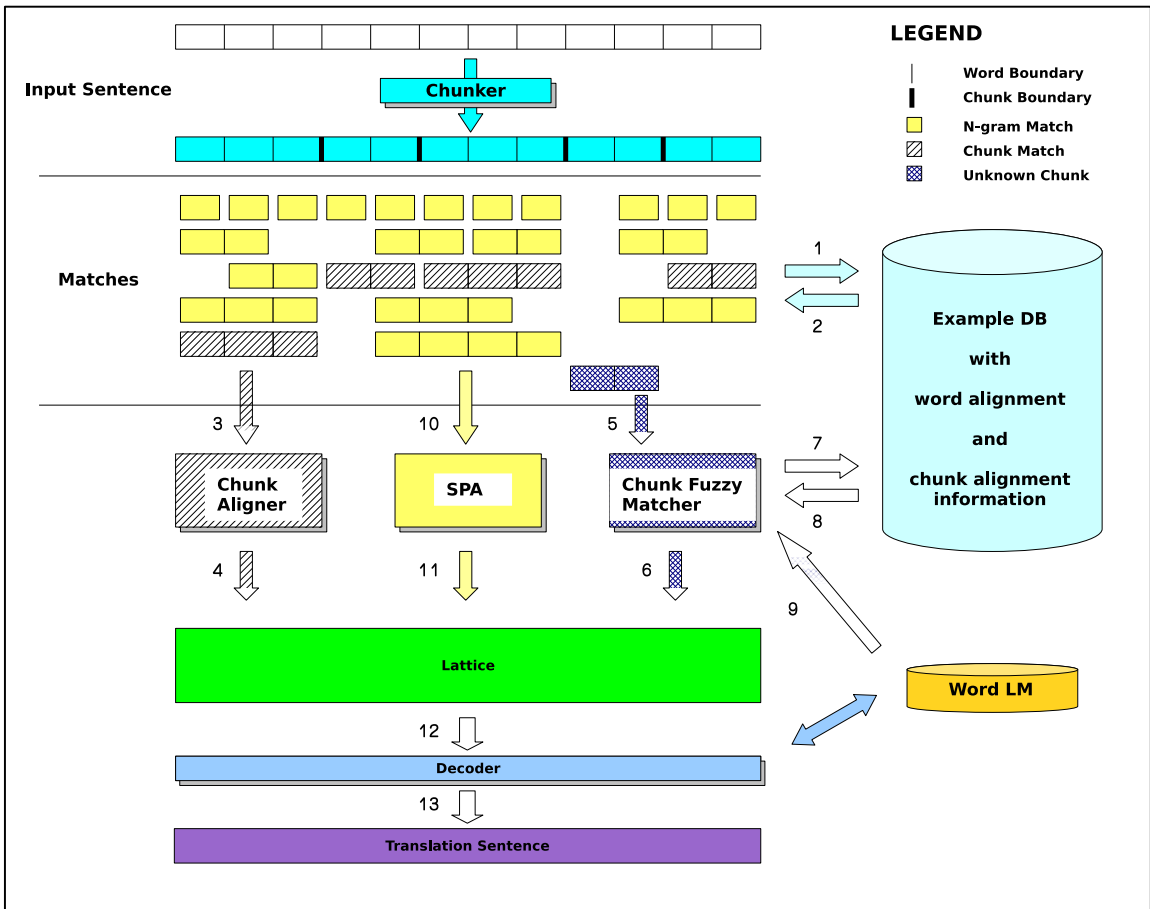 LEGEND
Word Boundary
Chunk Boundary
N-gram Match
Chunk Match
Unknown Chunk
Input Sentence
Chunker
Matches
1
2
Example DB
with
word alignment
and
chunk alignment
information
3
10
5
7
8
Chunk
Aligner
SPA
Chunk Fuzzy
Matcher
4
11
6
9
Lattice
Word LM
12
Decoder
13
Translation Sentence